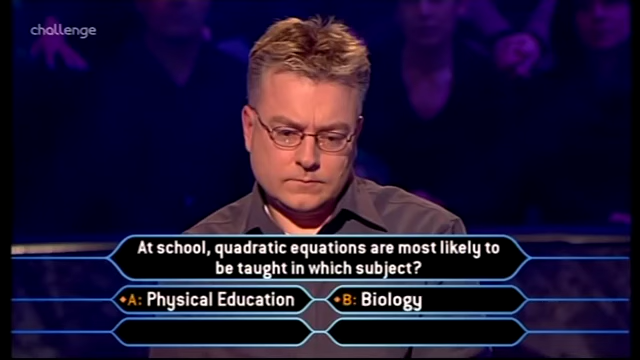 challenge
At school, quadratic equations are most likely to
be taught in which subject?
A: Physical Education
B: Biology